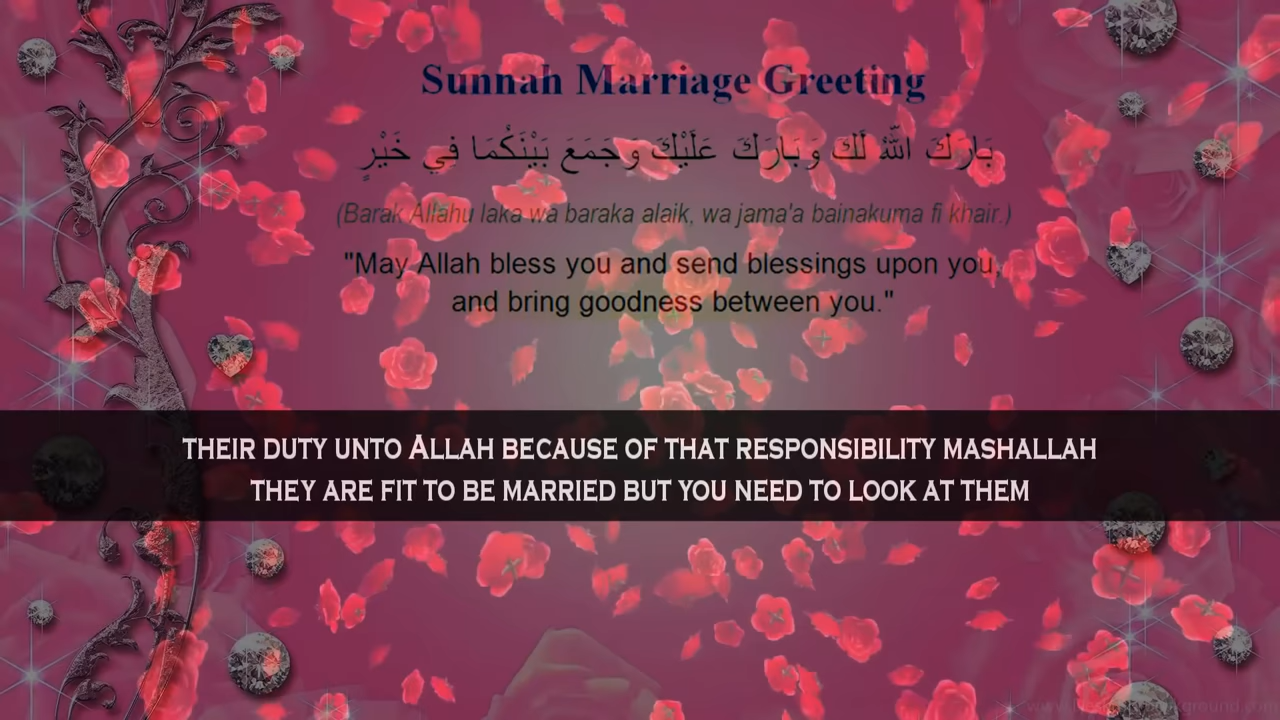 Sunnah Marriage Greeting
بَارَكَ اللَّهُ لَكَ وَبَارَكَ عَلَيْكَ وَجَمَعَ بَيْنَكُمَا فِي خَيْرٍ
(Barak Allahu laka wa baraka alaik, wa jama'a bainakuma fi khair.)
"May Allah bless you and send blessings upon you,
and bring goodness between you."
THEIR DUTY UNTO ALLAH BECAUSE OF THAT RESPONSIBILITY MASHALLAH
THEY ARE FIT TO BE MARRIED BUT YOU NEED TO LOOK AT THEM